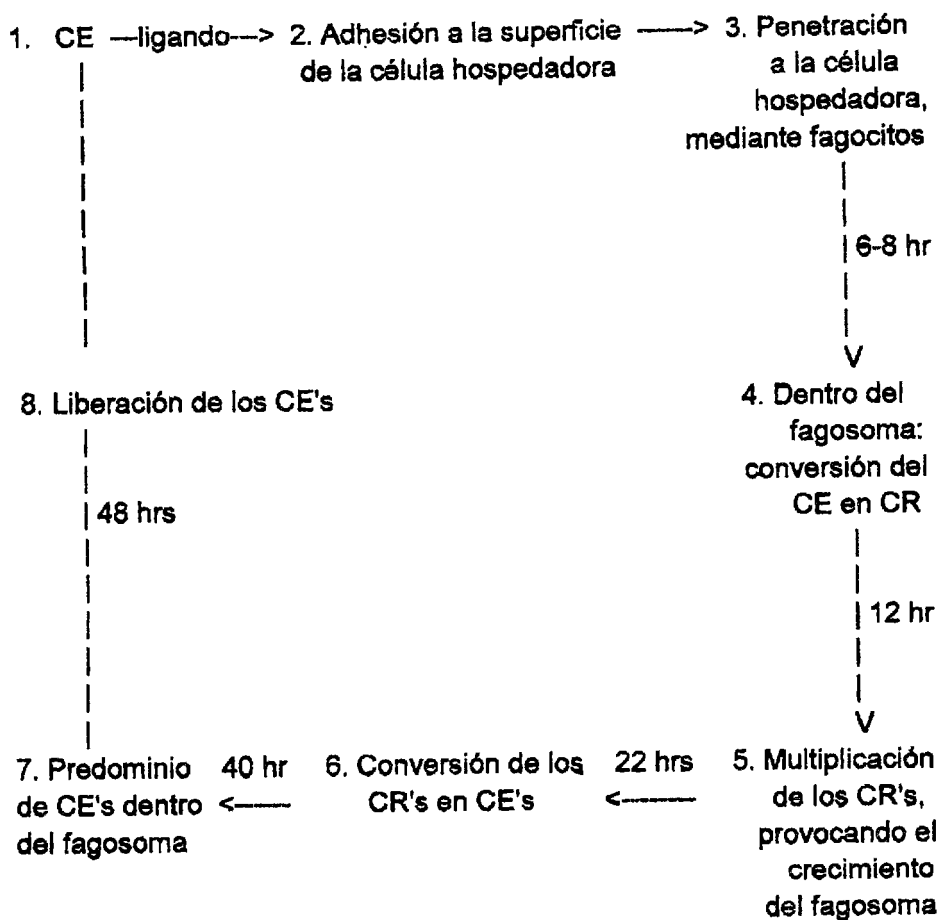 1. CE —ligando—> 2. Adhesión a la superficie ——> 3. Penetración
de la célula hospedadora
a la célula
hospedadora,
mediante fagocitos
6-8 hr
8. Liberación de los CE's
4. Dentro del
fagosoma:
conversión del
CE en CR
48 hrs
12 hr
7. Predominio 40 hr 6. Conversión de los 22 hrs 5. Multiplicación
de CE's dentro <—— CR's en CE's <—— de los CR's,
del fagosoma
provocando el
crecimiento
del fagosoma